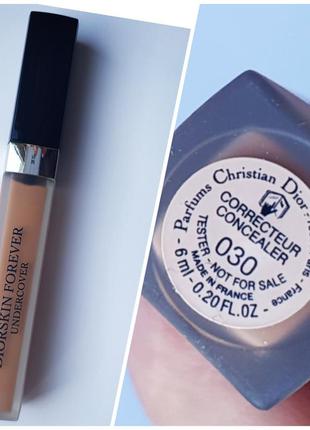 DIORSKIN FOREVER
UNDERCOVER
Parfums Christian Dior
CORRECTEUR
CONCEALER
030
TESTER - NOT FOR SALE
6 ml - 0.20 FL.OZ. -
MADE IN FRANCE
France